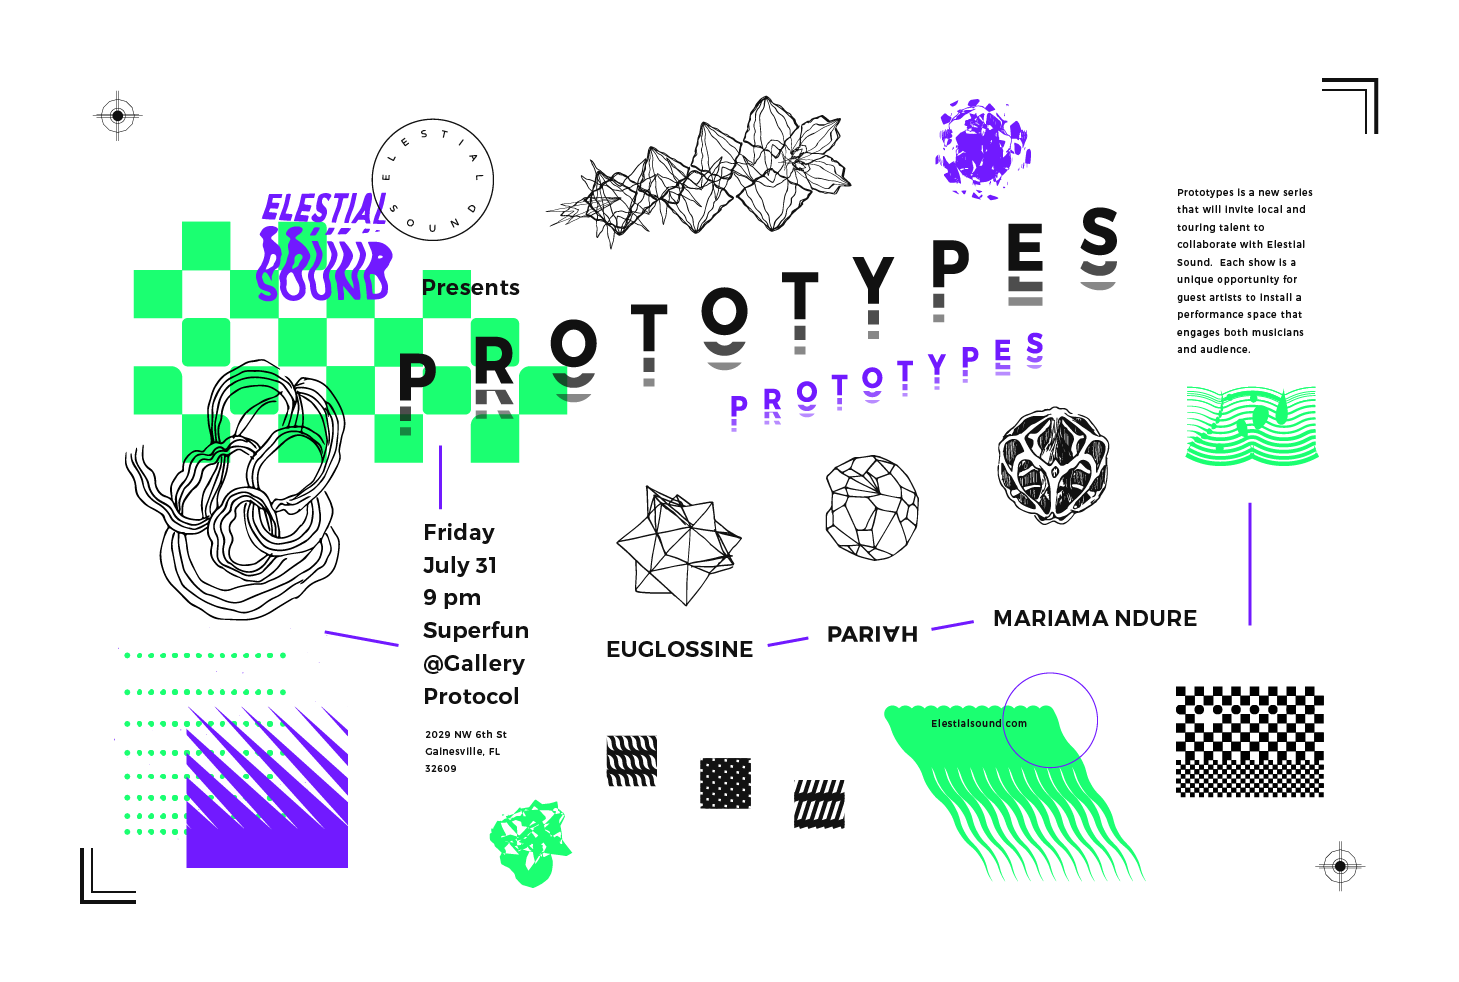 ELESTIAL SOUND
ELESTIAL
SOUND
Presents
PROTOTYPES
PROTOTYPES
Prototypes is a new series
that will invite local and
touring talent to
collaborate with Elestial
Sound. Each show is a
unique opportunity for
guest artists to install a
performance space that
engages both musicians
and audience.
Friday
July 31
9 pm
Superfun
@Gallery
Protocol
2029 NW 6th St
Gainesville, FL
32609
EUGLOSSINE
PARI∀H
MARIAMA NDURE
Elestialsound.com